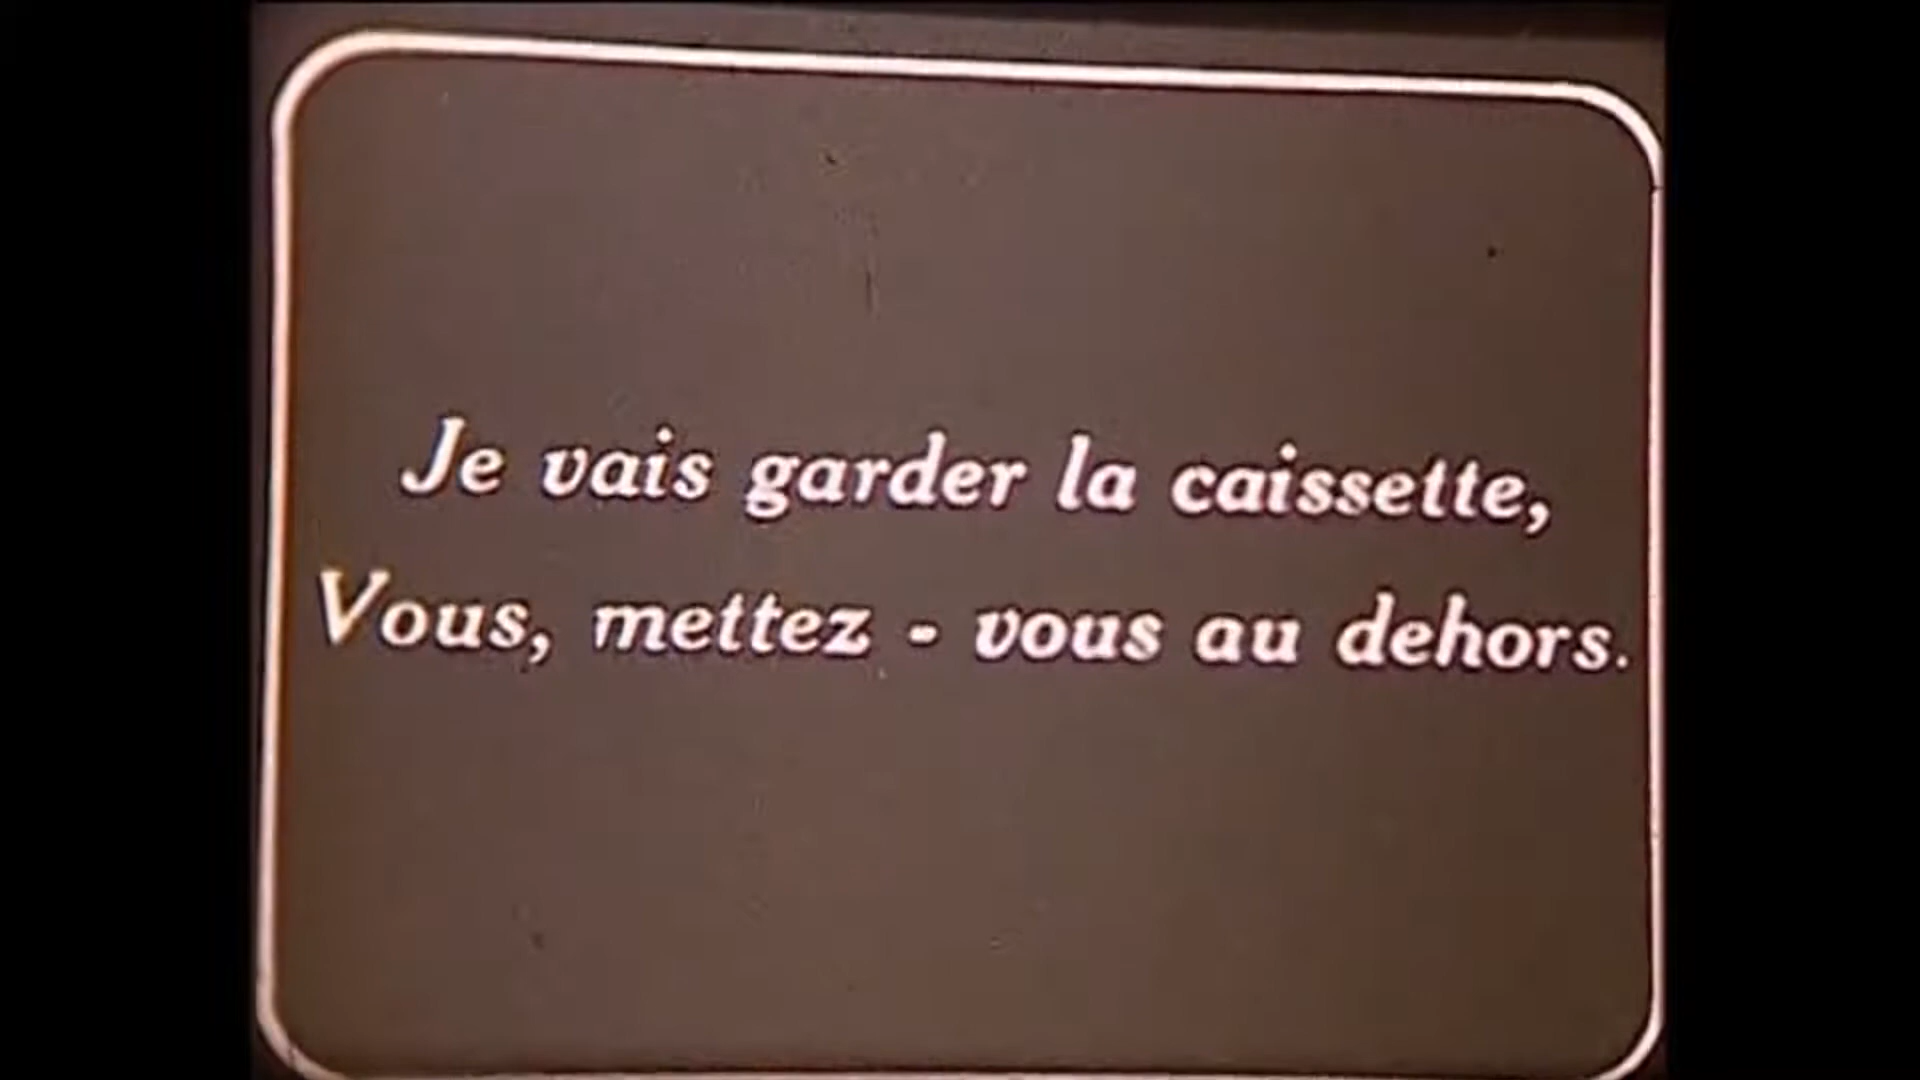 Je vais garder la caissette,
Vous, mettez - vous au dehors.